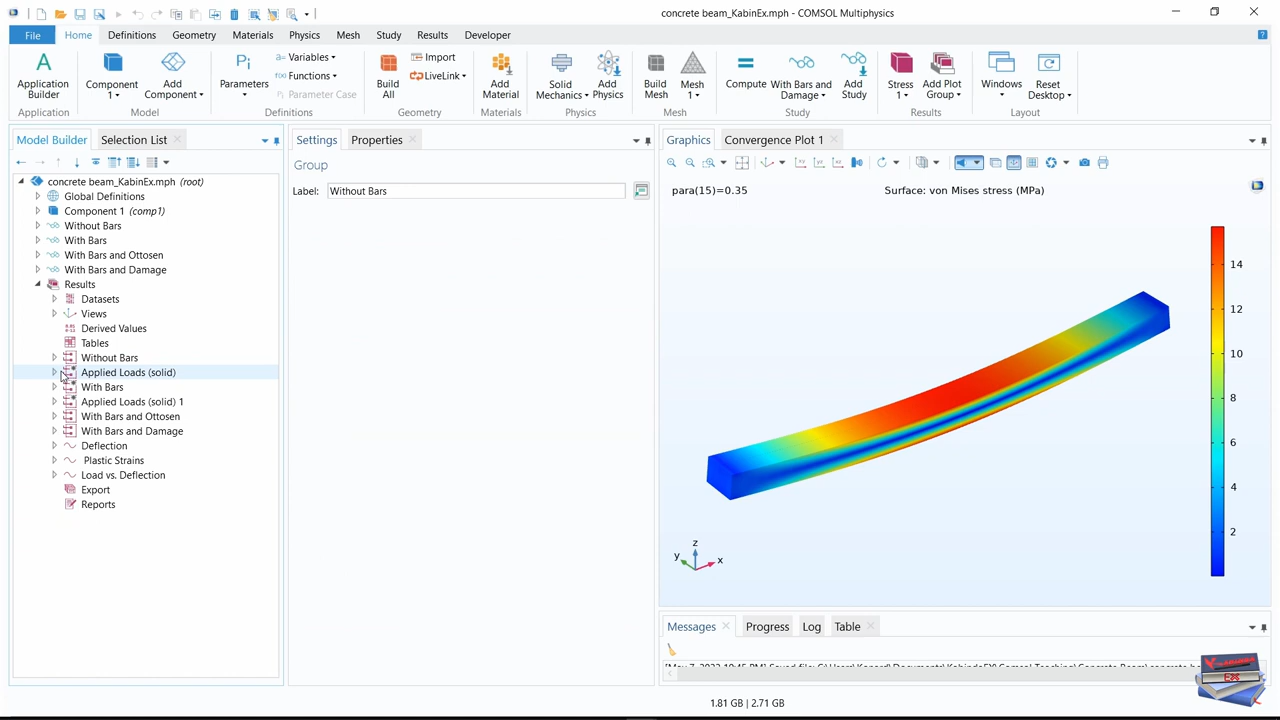 concrete beam_KabinEx.mph - COMSOL Multiphysics
File
Home
Definitions
Geometry
Materials
Physics
Mesh
Study
Results
Developer
Application Builder
Component 1
Add Component
Parameters
Variables
Functions
Parameter Case
Build All
Import
LiveLink
Add Material
Solid Mechanics
Add Physics
Build Mesh
Mesh 1
Compute
With Bars and Damage
Add Study
Stress 1
Add Plot Group
Windows
Reset Desktop
Application
Model
Definitions
Geometry
Materials
Physics
Mesh
Study
Results
Layout
Model Builder
Selection List
concrete beam_KabinEx.mph (root)
Global Definitions
Component 1 (comp1)
Without Bars
With Bars
With Bars and Ottosen
With Bars and Damage
Results
Datasets
Views
Derived Values
Tables
Without Bars
Applied Loads (solid)
With Bars
Applied Loads (solid) 1
With Bars and Ottosen
With Bars and Damage
Deflection
Plastic Strains
Load vs. Deflection
Export
Reports
Settings
Properties
Group
Label: Without Bars
Graphics
Convergence Plot 1
para(15)=0.35
Surface: von Mises stress (MPa)
14
12
10
8
6
4
2
z
y
x
Messages
Progress
Log
Table
1.81 GB | 2.71 GB